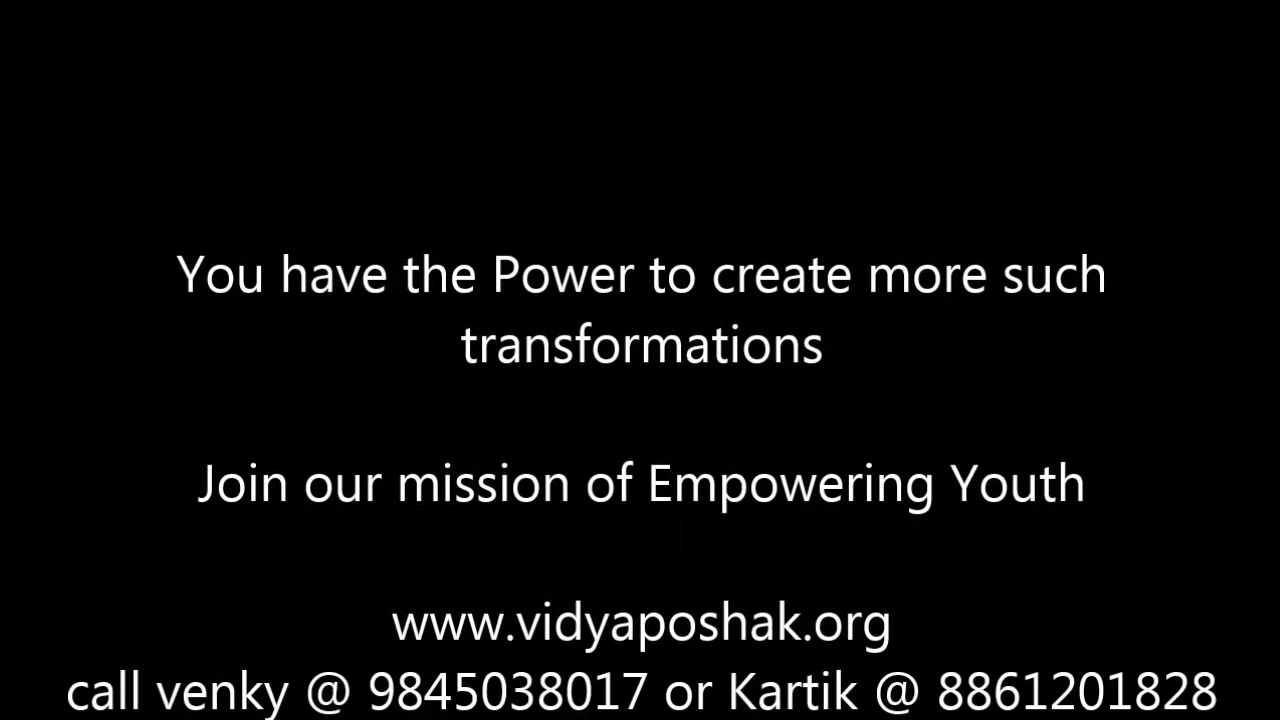 You have the Power to create more such
transformations
Join our mission of Empowering Youth
www.vidyaposhak.org
call venky @ 9845038017 or Kartik @ 8861201828